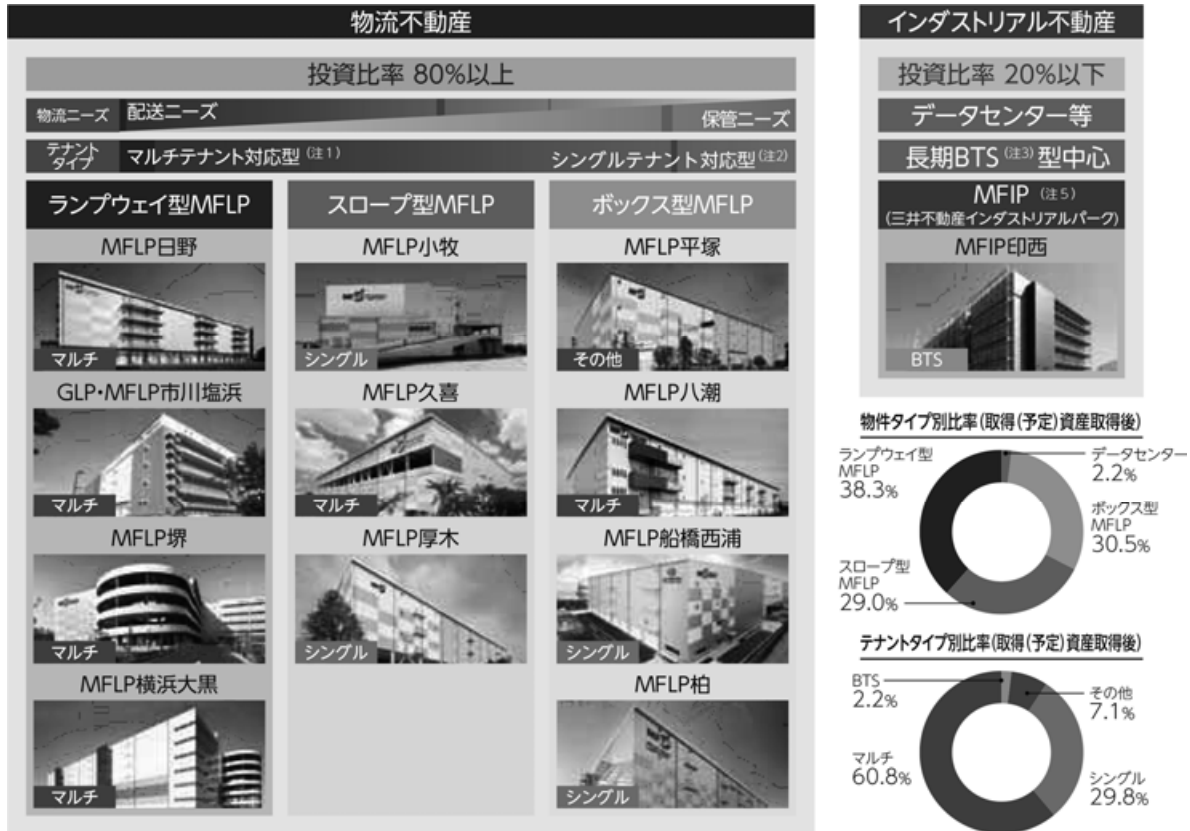 物流不動産
投資比率 80%以上
物流ニーズ 配送ニーズ 保管ニーズ
テナントタイプ マルチテナント対応型(注1) シングルテナント対応型(注2)
ランプウェイ型MFLP
MFLP日野
マルチ
GLP・MFLP市川塩浜
マルチ
MFLP堺
マルチ
MFLP横浜大黒
マルチ
スロープ型MFLP
MFLP小牧
シングル
MFLP久喜
マルチ
MFLP厚木
シングル
ボックス型MFLP
MFLP平塚
その他
MFLP八潮
マルチ
MFLP船橋西浦
シングル
MFLP柏
シングル
インダストリアル不動産
投資比率 20%以下
データセンター等
長期BTS(注3)型中心
MFIP (注5)
(三井不動産インダストリアルパーク)
MFIP印西
BTS
物件タイプ別比率(取得(予定)資産取得後)
ランプウェイ型
MFLP
38.3%
データセンター
2.2%
ボックス型
MFLP
30.5%
スロープ型
MFLP
29.0%
テナントタイプ別比率(取得(予定)資産取得後)
BTS
2.2%
その他
7.1%
マルチ
60.8%
シングル
29.8%